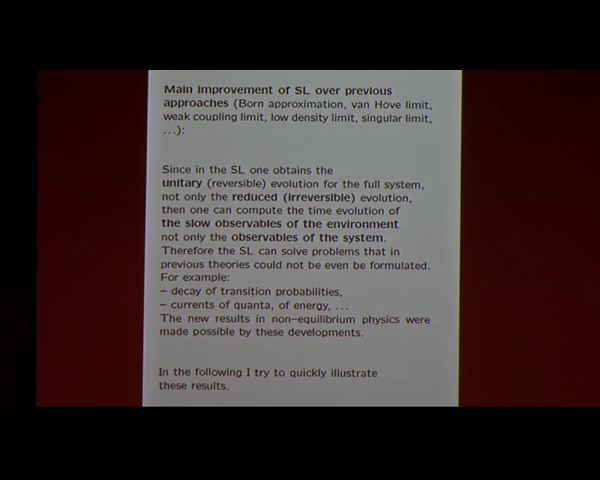 Main improvement of SL over previous
approaches (Born approximation, van Hove limit,
weak coupling limit, low density limit, singular limit,
...):
Since in the SL one obtains the
unitary (reversible) evolution for the full system,
not only the reduced (irreversible) evolution,
then one can compute the time evolution of
the slow observables of the environment
not only the observables of the system.
Therefore the SL can solve problems that in
previous theories could not be even be formulated.
For example:
– decay of transition probabilities,
– currents of quanta, of energy, ...
The new results in non–equilibrium physics were
made possible by these developments.
In the following I try to quickly illustrate
these results.